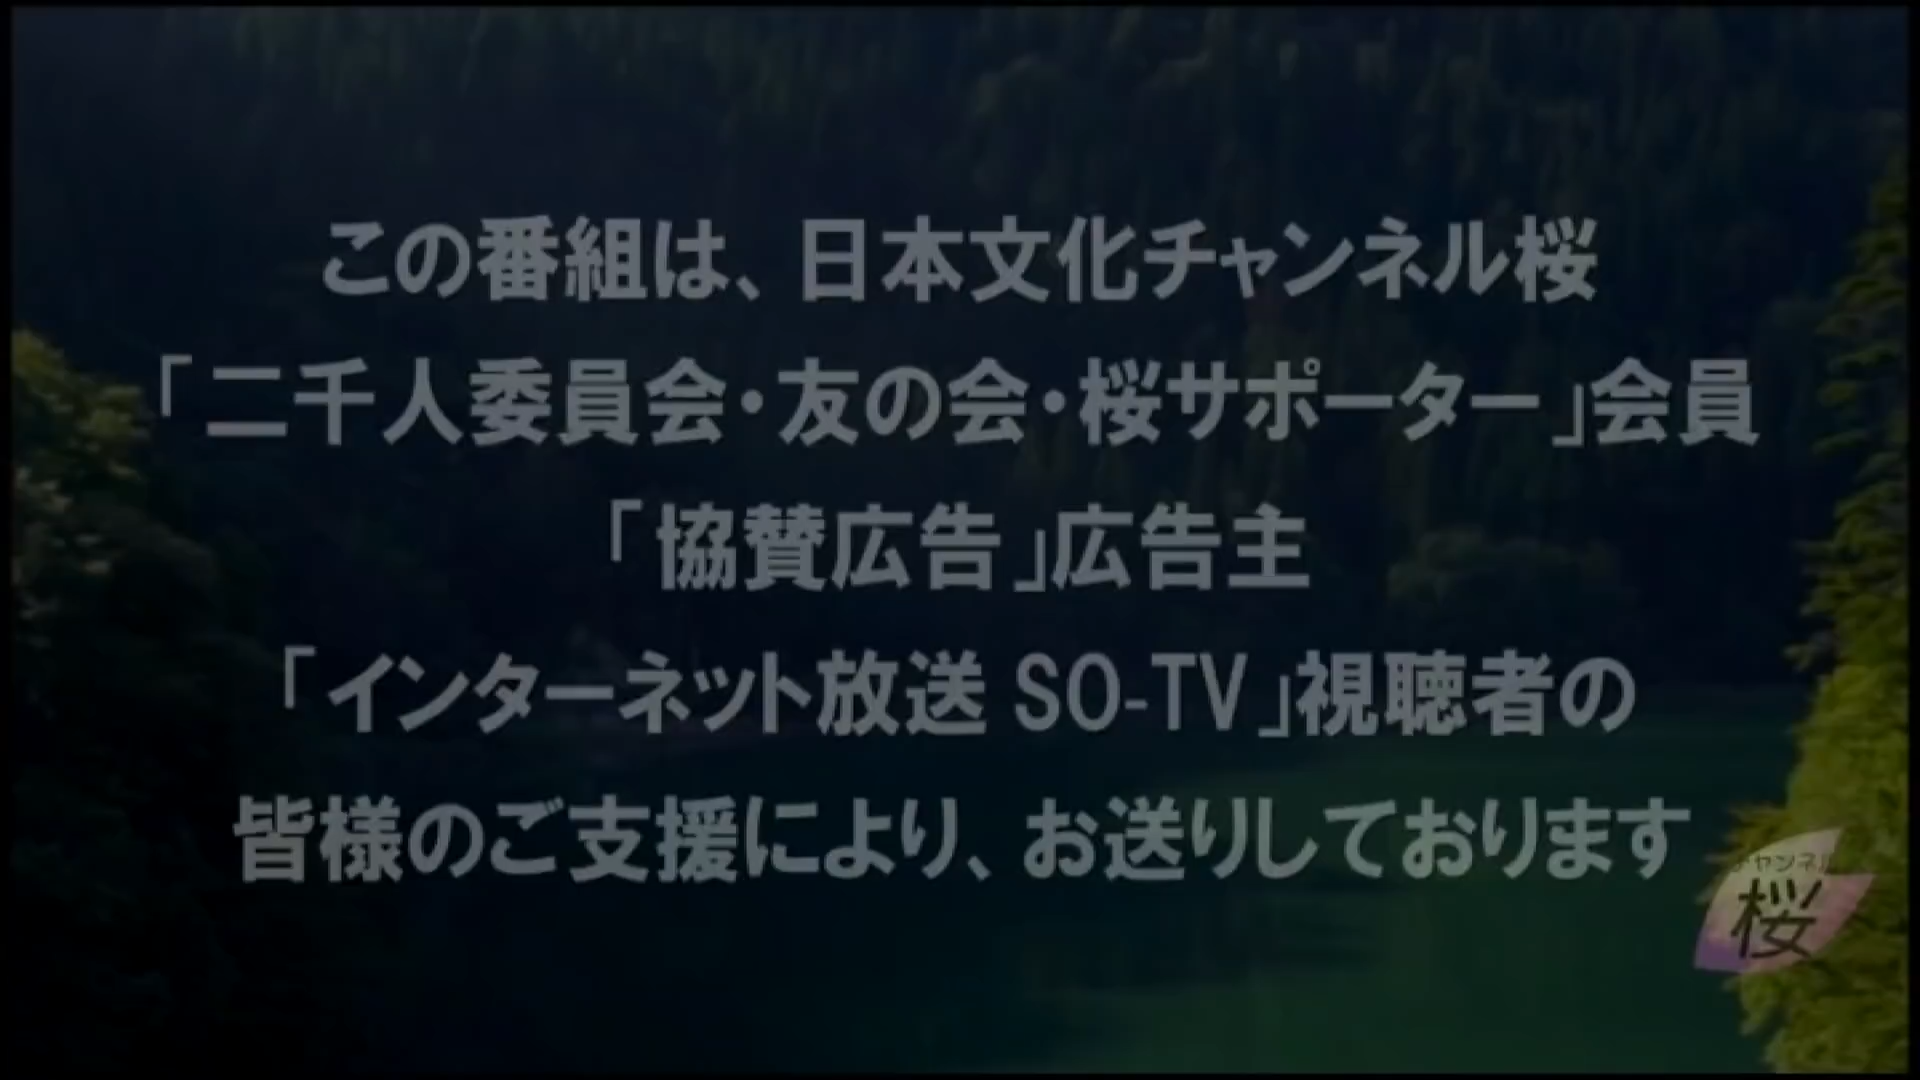 この番組は、日本文化チャンネル桜
「二千人委員会・友の会・桜サポーター」会員
「協賛広告」広告主
「インターネット放送 SO-TV」視聴者の
皆様のご支援により、お送りしております
チャンネル
桜